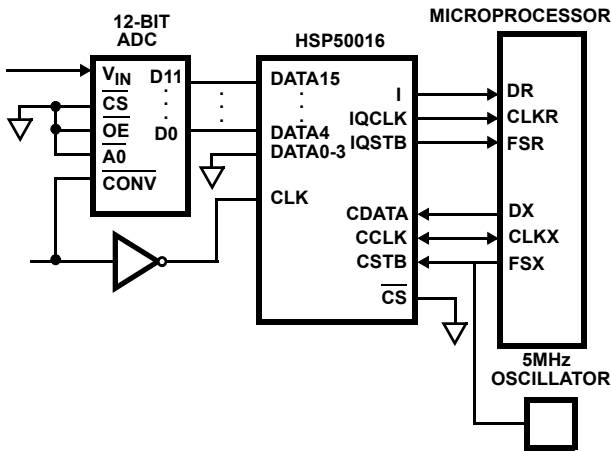 12-BIT
ADC
HSP50016
MICROPROCESSOR
VIN
CS
OE
A0
CONV
D11
D0
DATA15
DATA4
DATA0-3
CLK
I
IQCLK
IQSTB
CDATA
CCLK
CSTB
CS
DR
CLKR
FSR
DX
CLKX
FSX
5MHz
OSCILLATOR